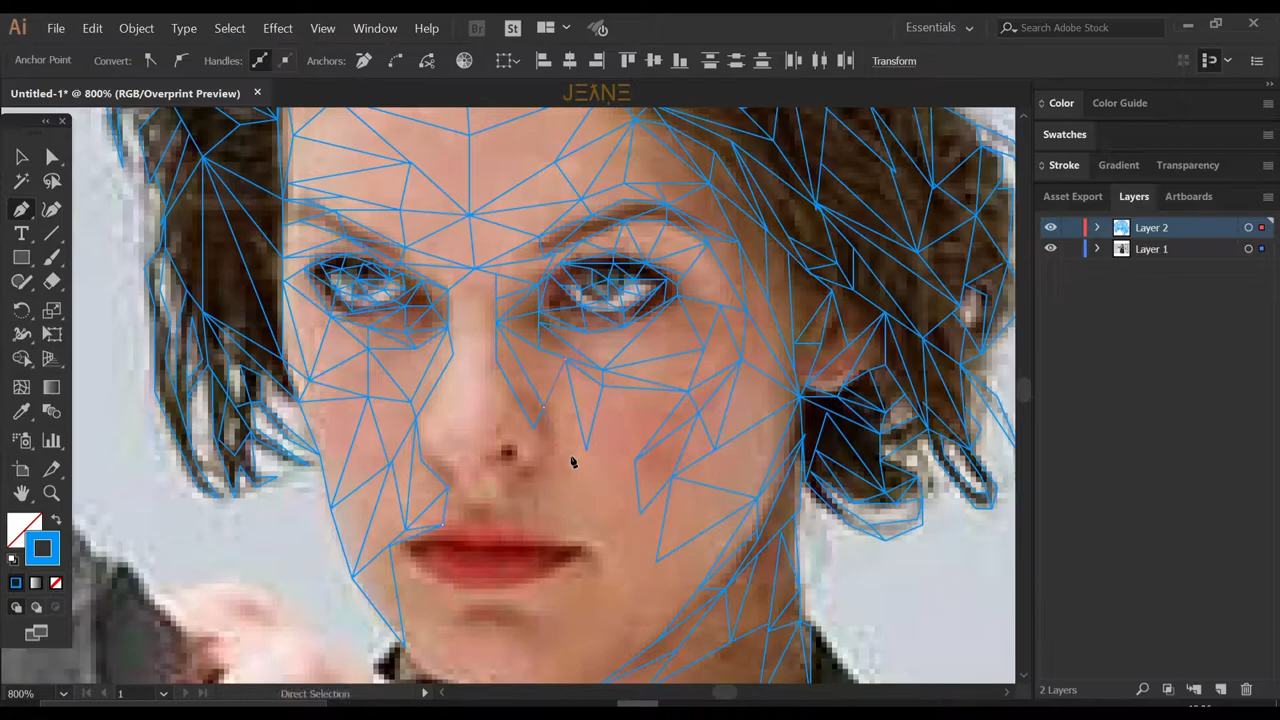 Ai File Edit Object Type Select Effect View Window Help Br St Essentials Search Adobe Stock
Anchor Point Convert: Handles: Anchors: Transform
Untitled-1* @ 800% (RGB/Overprint Preview) ×
JEANE
Color Color Guide
Swatches
Stroke Gradient Transparency
Asset Export Layers Artboards
Layer 2
Layer 1
T
800% 1 Direct Selection 2 Layers